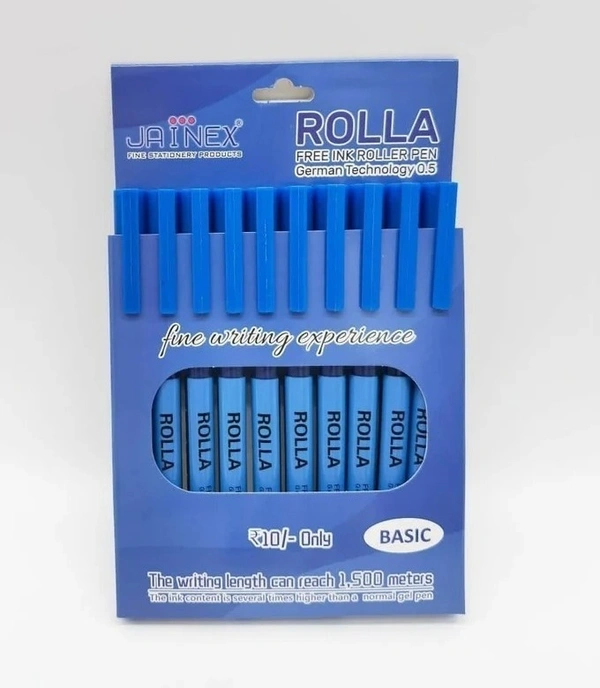 JAINEX®
FINE STATIONERY PRODUCTS
ROLLA
FREE INK ROLLER PEN
German Technology 0.5
fine writing experience
ROLLA
ROLLA
ROLLA
ROLLA
ROLLA
ROLLA
ROLLA
ROLLA
ROLLA
₹10/- Only
BASIC
The writing length can reach 1,500 meters
The ink content is several times higher than a normal gel pen